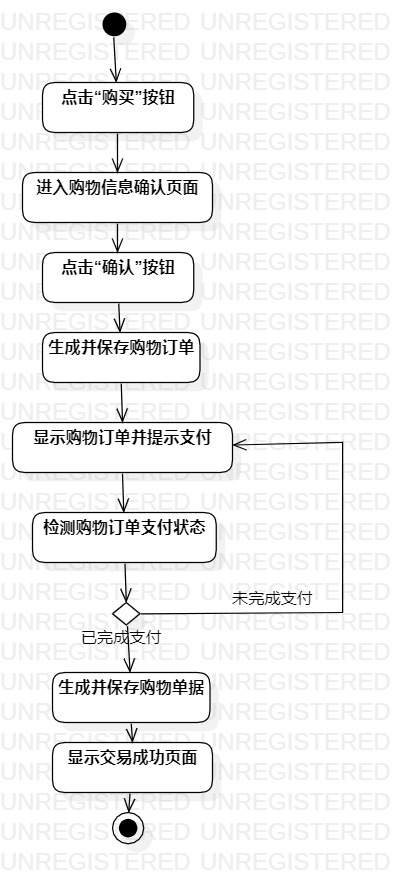 UNREGISTERED UNREGISTERED
点击“购买”按钮
进入购物信息确认页面
点击“确认”按钮
生成并保存购物订单
显示购物订单并提示支付
检测购物订单支付状态
未完成支付
已完成支付
生成并保存购物单据
显示交易成功页面